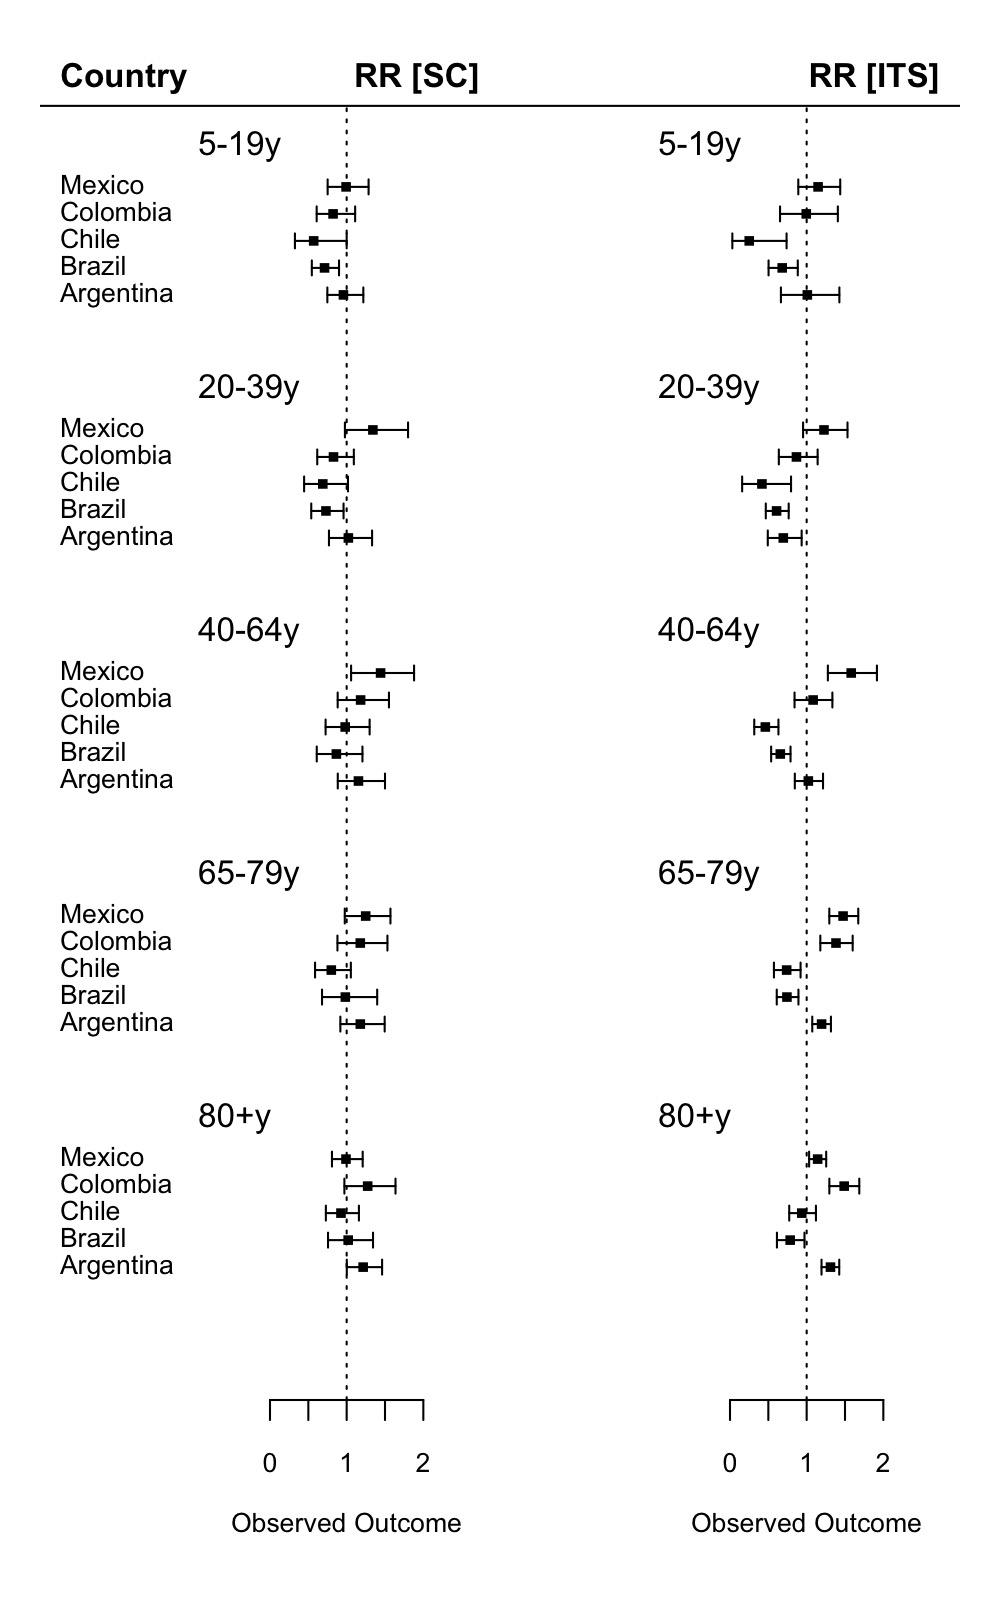 Country RR [SC] RR [ITS]
5-19y 5-19y
Mexico
Colombia
Chile
Brazil
Argentina
20-39y 20-39y
Mexico
Colombia
Chile
Brazil
Argentina
40-64y 40-64y
Mexico
Colombia
Chile
Brazil
Argentina
65-79y 65-79y
Mexico
Colombia
Chile
Brazil
Argentina
80+y 80+y
Mexico
Colombia
Chile
Brazil
Argentina
0 1 2 0 1 2
Observed Outcome Observed Outcome